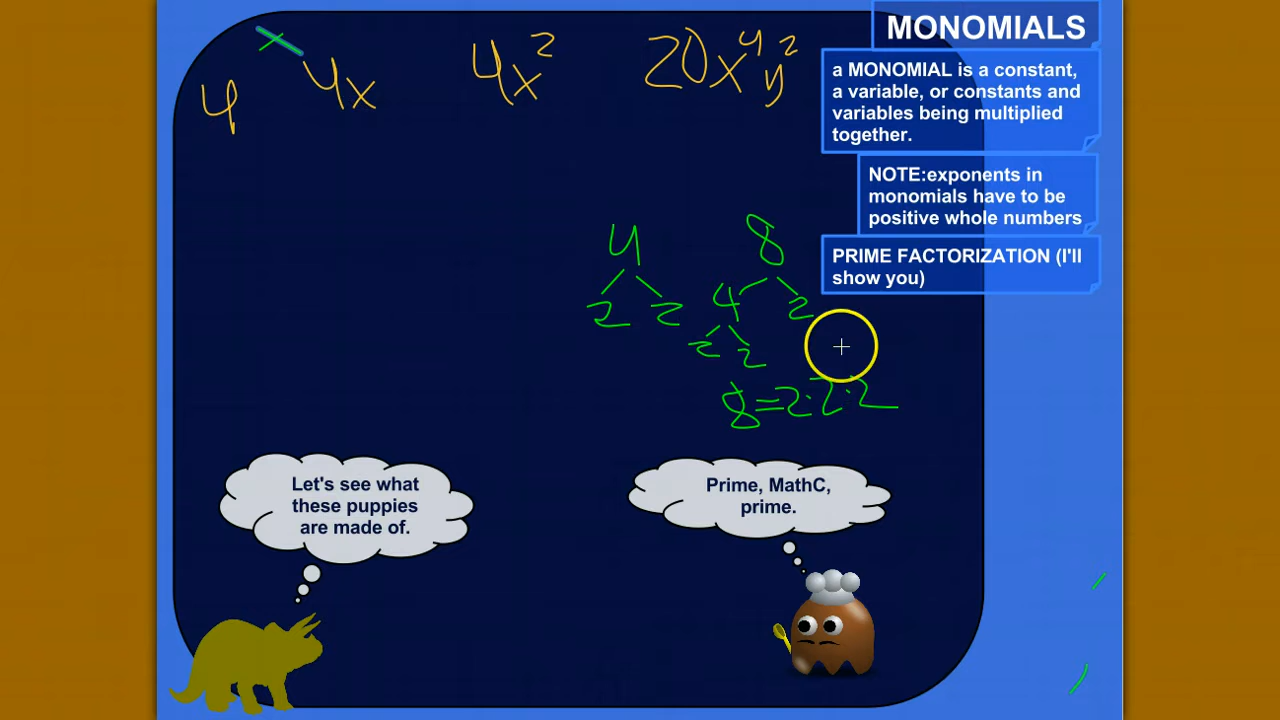 MONOMIALS
a MONOMIAL is a constant,
a variable, or constants and
variables being multiplied
together.
NOTE:exponents in
monomials have to be
positive whole numbers
PRIME FACTORIZATION (I'll
show you)
4 x 4x 4x² 20x⁴y²
4 8
2 2 4 2
2 2
8=2·2·2
Let's see what
these puppies
are made of.
Prime, MathC,
prime.